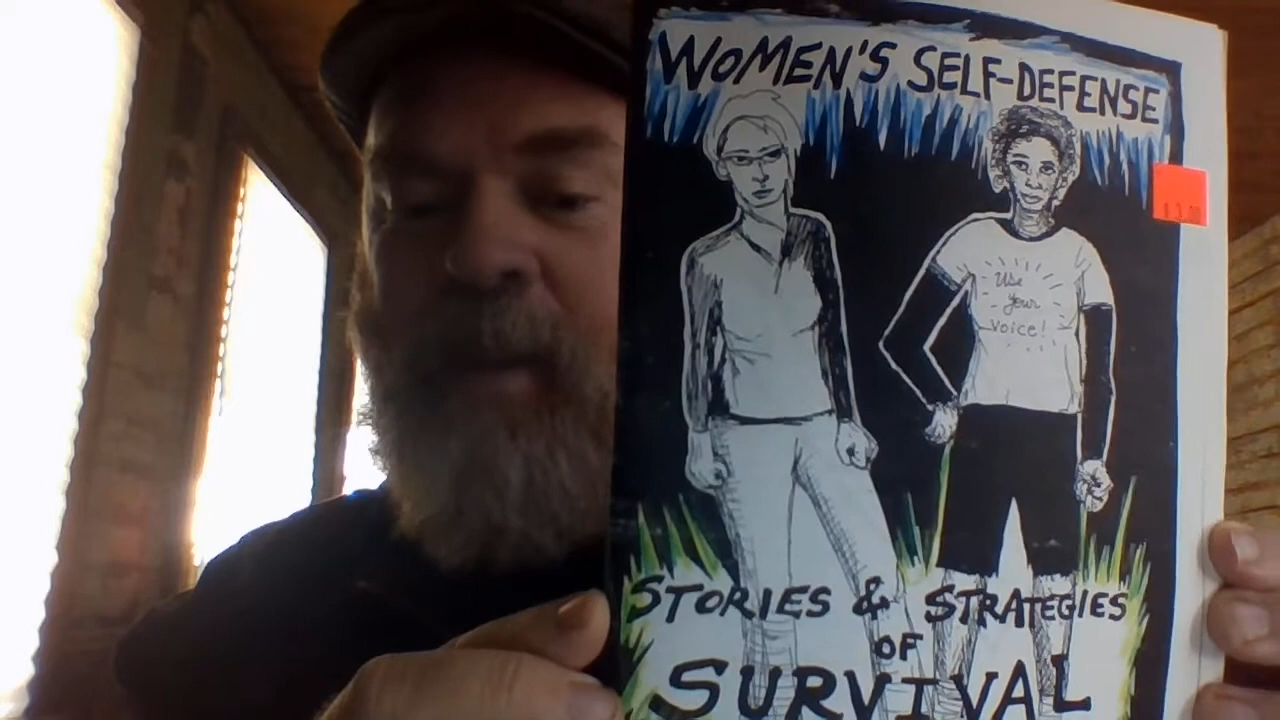 WOMEN'S SELF-DEFENSE
Use
Your
Voice!
STORIES & STRATEGIES
OF
SURVIVAL